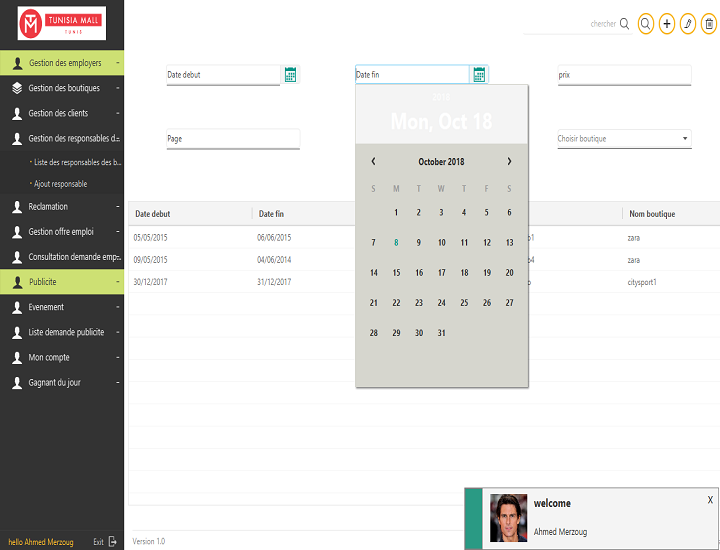 TUNISIA MALL
TUNIS
chercher
Gestion des employers -
Gestion des boutiques -
Gestion des clients -
Gestion des responsables d...
• Liste des responsables des b...
• Ajout responsable
Reclamation -
Gestion offre emploi -
Consultation demande emp...
Publicite -
Evenement -
Liste demande publicite -
Mon compte -
Gagnant du jour -
hello Ahmed Merzoug Exit
Date debut
Date fin
prix
Page
Choisir boutique
2018
Mon, Oct 18
October 2018
S M T W T F S
1 2 3 4 5 6
7 8 9 10 11 12 13
14 15 16 17 18 19 20
21 22 23 24 25 26 27
28 29 30 31
Date debut Date fin Nom boutique
05/05/2015 06/06/2015 b1 zara
09/05/2015 04/06/2014 b4 zara
30/12/2017 31/12/2017 citysport1
Version 1.0
welcome X
Ahmed Merzoug